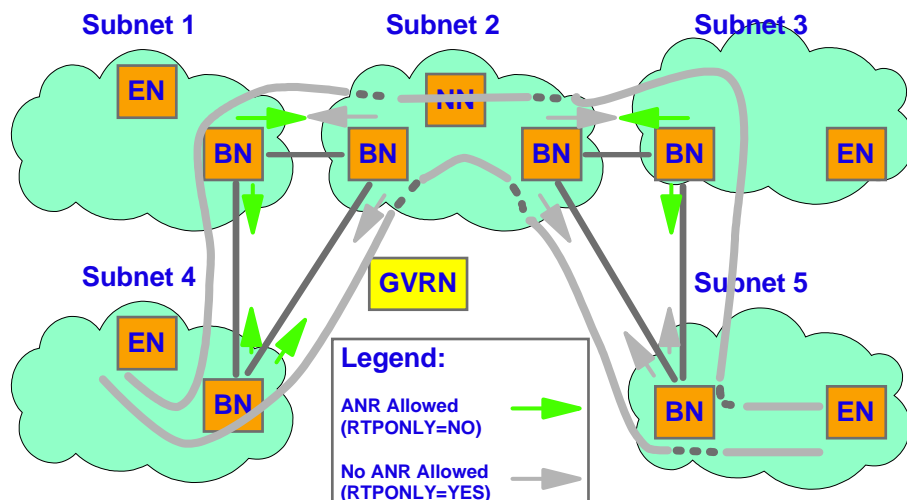 Subnet 1
Subnet 2
Subnet 3
EN
NN
BN
BN
BN
BN
EN
Subnet 4
GVRN
Subnet 5
EN
BN
Legend:
ANR Allowed
(RTPONLY=NO)
No ANR Allowed
(RTPONLY=YES)
BN
EN